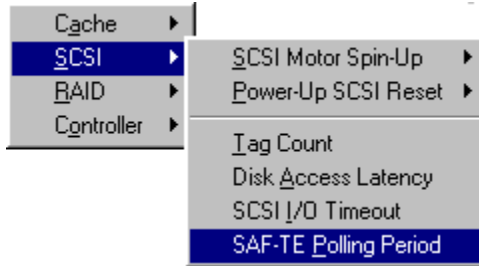 Cache
SCSI
RAID
Controller
SCSI Motor Spin-Up
Power-Up SCSI Reset
Tag Count
Disk Access Latency
SCSI I/O Timeout
SAF-TE Polling Period